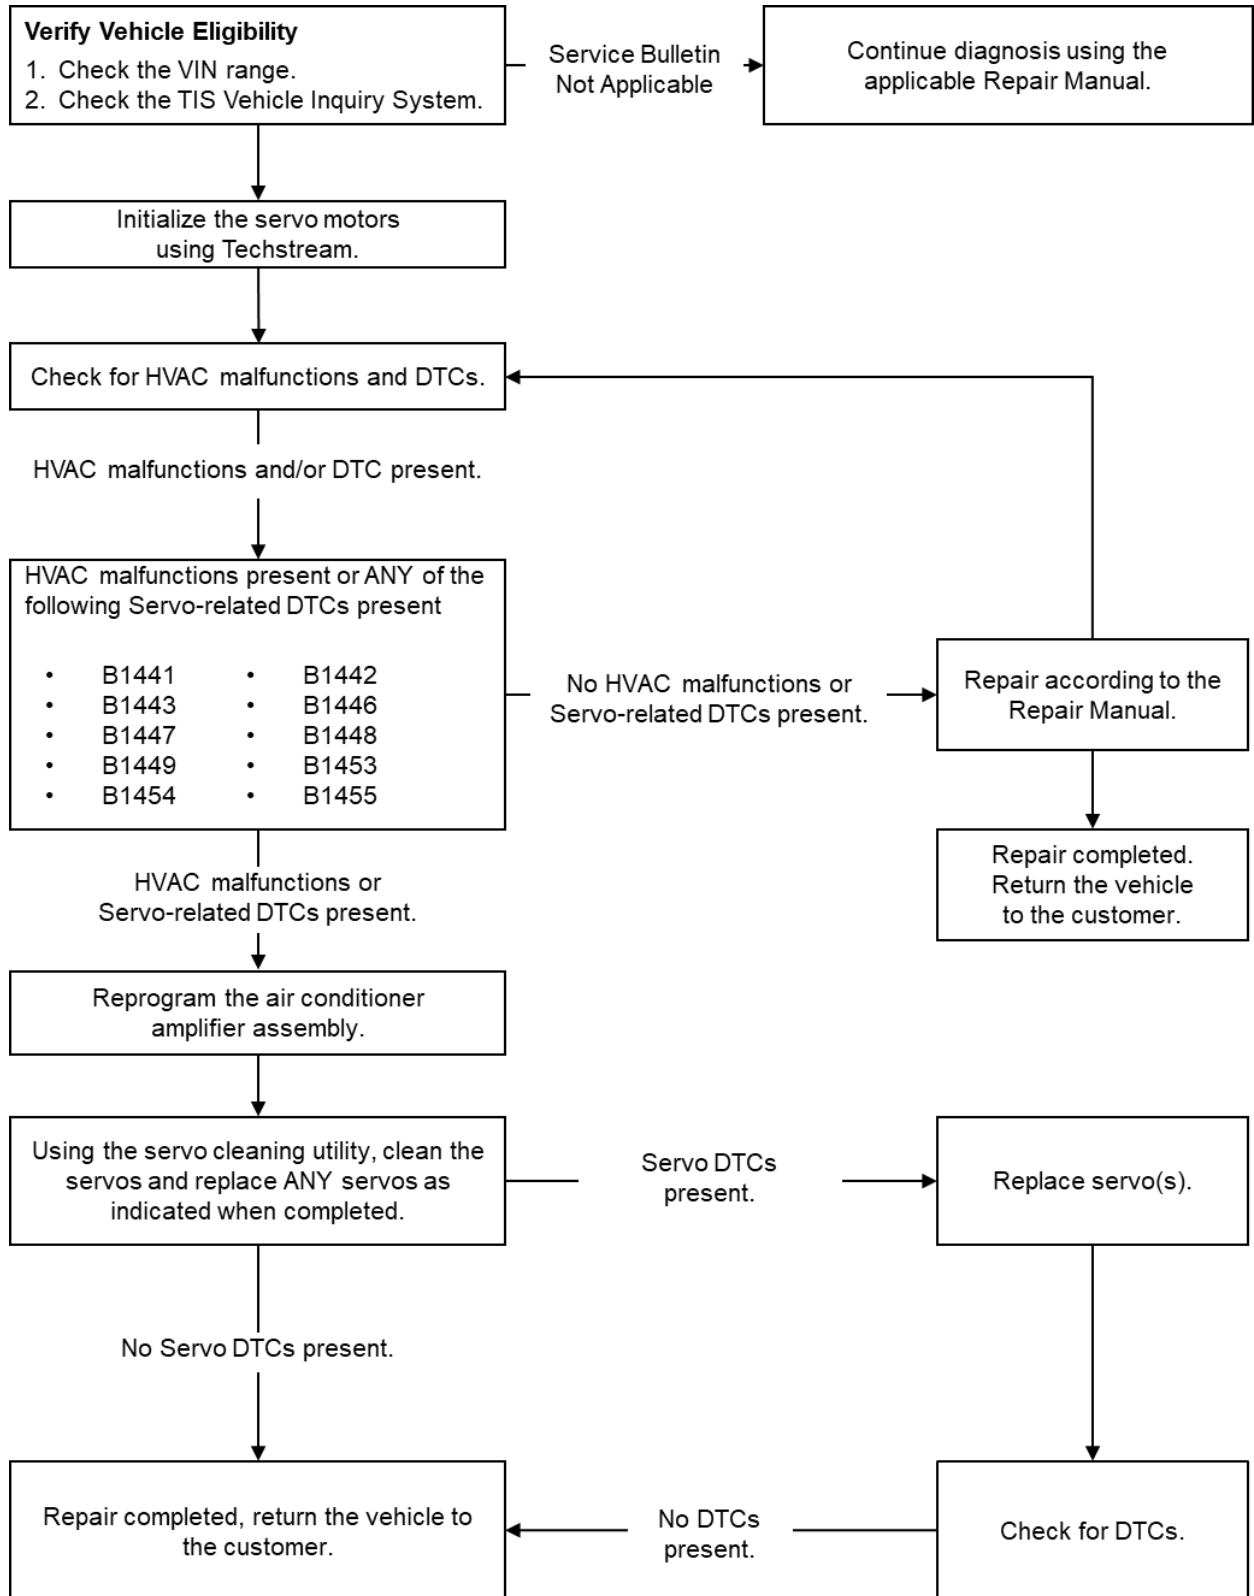 Verify Vehicle Eligibility
1. Check the VIN range.
2. Check the TIS Vehicle Inquiry System.
Service Bulletin
Not Applicable
Continue diagnosis using the
applicable Repair Manual.
Initialize the servo motors
using Techstream.
Check for HVAC malfunctions and DTCs.
HVAC malfunctions and/or DTC present.
HVAC malfunctions present or ANY of the
following Servo-related DTCs present
• B1441 • B1442
• B1443 • B1446
• B1447 • B1448
• B1449 • B1453
• B1454 • B1455
No HVAC malfunctions or
Servo-related DTCs present.
Repair according to the
Repair Manual.
Repair completed.
Return the vehicle
to the customer.
HVAC malfunctions or
Servo-related DTCs present.
Reprogram the air conditioner
amplifier assembly.
Using the servo cleaning utility, clean the
servos and replace ANY servos as
indicated when completed.
Servo DTCs
present.
Replace servo(s).
No Servo DTCs present.
Repair completed, return the vehicle to
the customer.
No DTCs
present.
Check for DTCs.